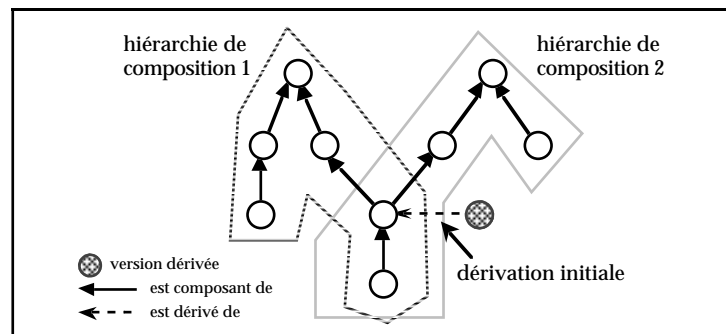 hiérarchie de
composition 1
hiérarchie de
composition 2
version dérivée
est composant de
est dérivé de
dérivation initiale